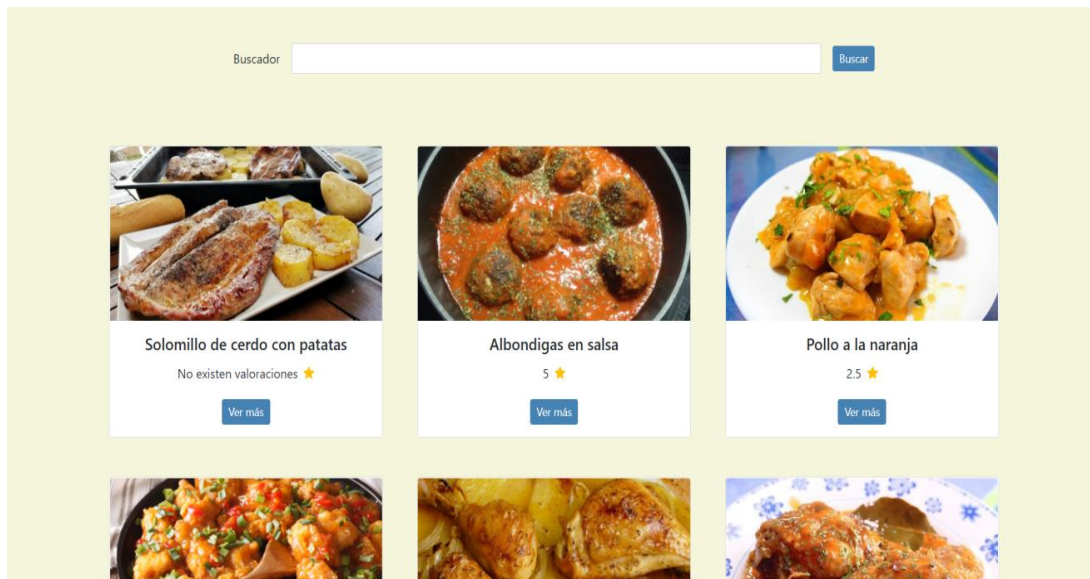 Buscador
Buscar
Solomillo de cerdo con patatas
No existen valoraciones
Ver más
Albondigas en salsa
5
Ver más
Pollo a la naranja
2.5
Ver más